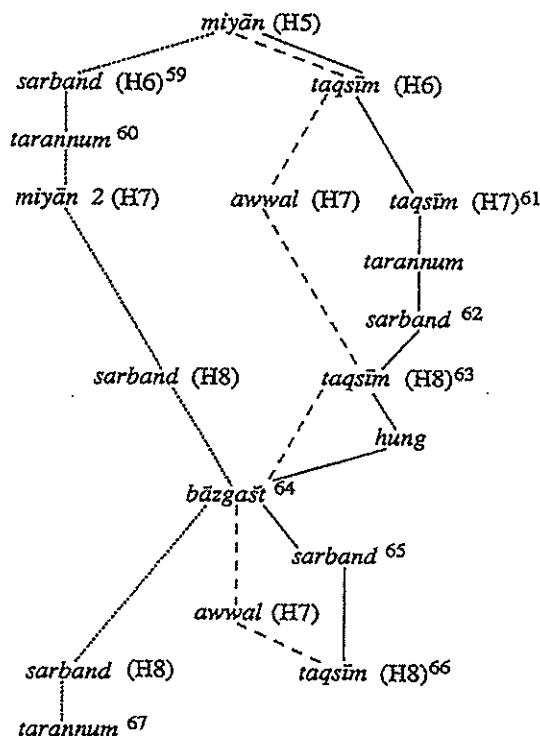 miyān (H5)
sarband (H6)59 taqsīm (H6)
tarannum 60
miyān 2 (H7) awwal (H7) taqsīm (H7)61
tarannum
sarband 62
sarband (H8) taqsīm (H8)63
hung
bāzgašt 64
sarband 65
awwal (H7)
sarband (H8) taqsīm (H8)66
tarannum 67